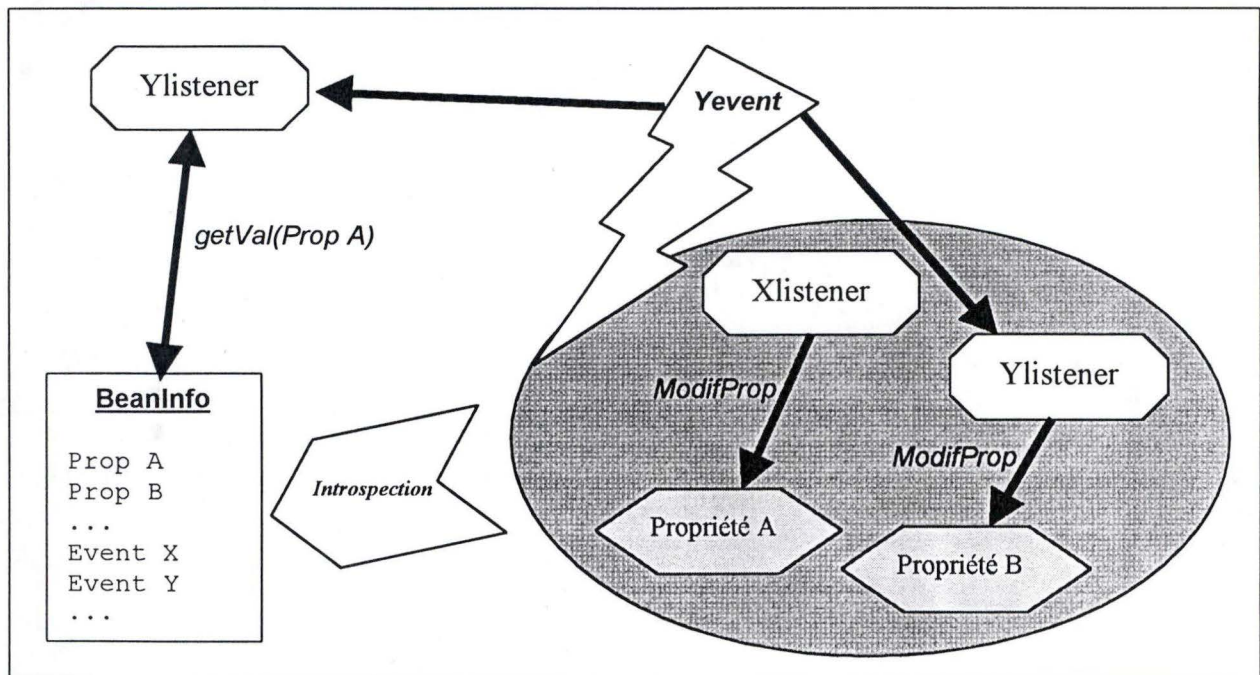 Ylistener
Yevent
getVal(Prop A)
Xlistener
Ylistener
ModifProp
ModifProp
BeanInfo
Prop A
Prop B
...
Event X
Event Y
...
Introspection
Propriété A
Propriété B